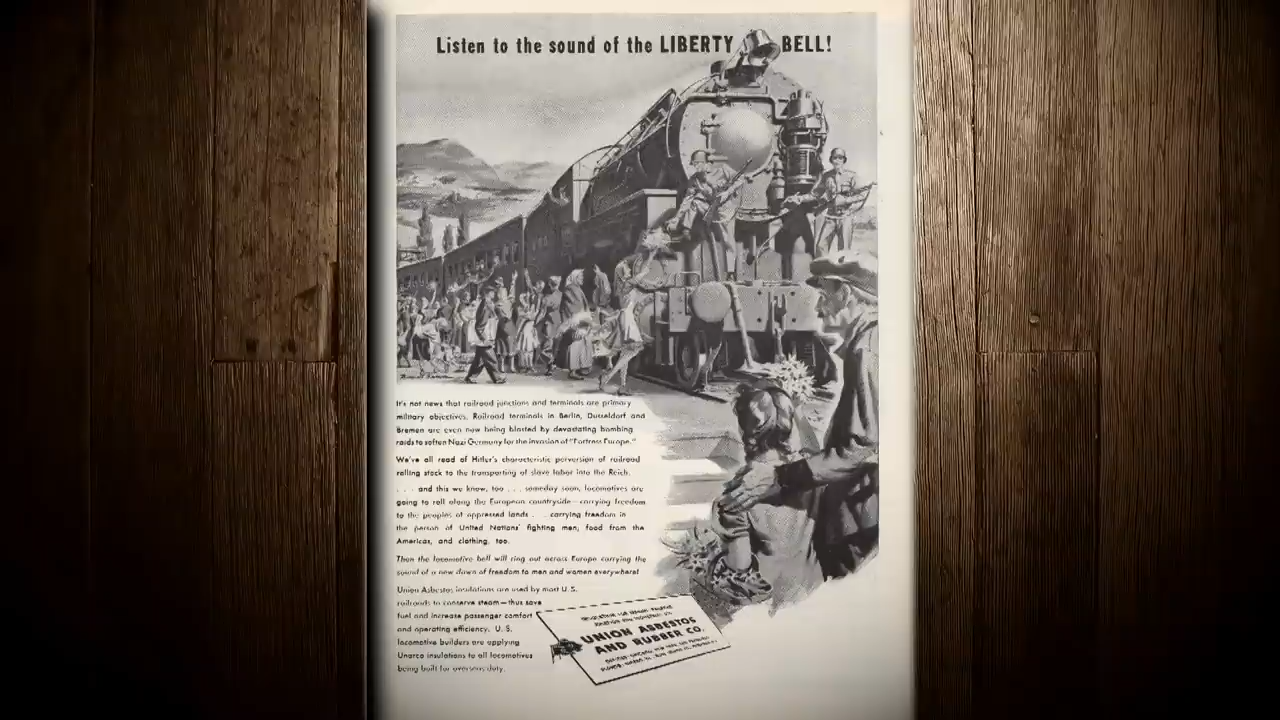 Listen to the sound of the LIBERTY BELL!
It's not news that railroad junctions and terminals are primary
military objectives. Railroad terminals in Berlin, Dusseldorf and
Bremen are even now being blasted by devastating bombing
raids to soften Nazi Germany for the invasion of "Fortress Europe."
We've all read of Hitler's characteristic perversion of railroad
rolling stock to the transporting of slave labor into the Reich.
. . . and this we know, too . . . someday soon, locomotives are
going to roll along the European countryside—carrying freedom
to the peoples of oppressed lands . . . carrying freedom in
the person of United Nations' fighting men; food from the
Americas, and clothing, too.
Then the locomotive bell will ring out across Europe carrying the
sound of a new dawn of freedom to men and women everywhere!
Union Asbestos insulations are used by most U.S.
railroads to conserve steam—thus save
fuel and increase passenger comfort
and operating efficiency. U. S.
locomotive builders are applying
Unarco insulations to all locomotives
being built for overseas duty.
UNION ASBESTOS
AND RUBBER CO.